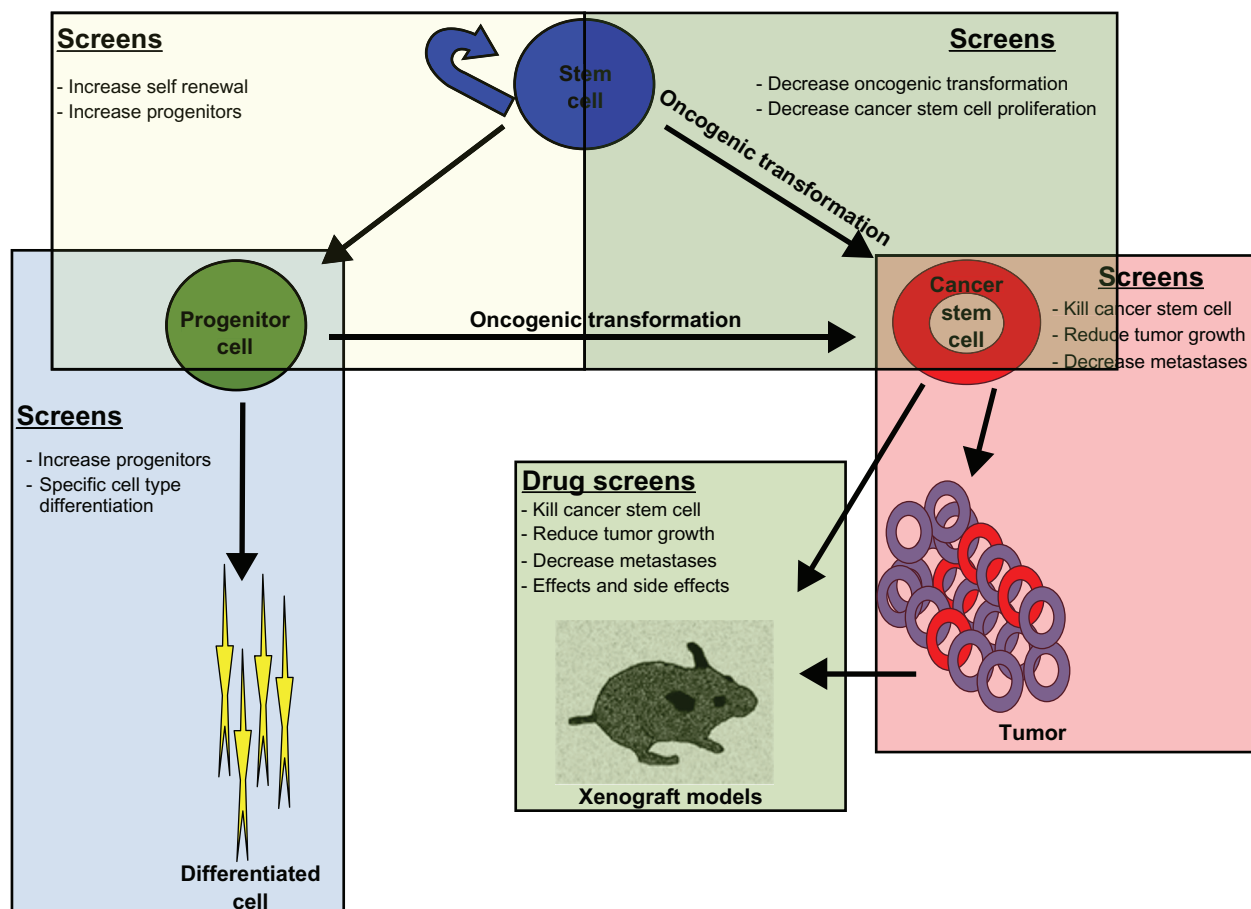 Screens
- Increase self renewal
- Increase progenitors
Stem
cell
Screens
- Decrease oncogenic transformation
- Decrease cancer stem cell proliferation
Oncogenic transformation
Progenitor
cell
Oncogenic transformation
Cancer
stem
cell
Screens
- Kill cancer stem cell
- Reduce tumor growth
- Decrease metastases
Screens
- Increase progenitors
- Specific cell type
differentiation
Differentiated
cell
Drug screens
- Kill cancer stem cell
- Reduce tumor growth
- Decrease metastases
- Effects and side effects
Xenograft models
Tumor